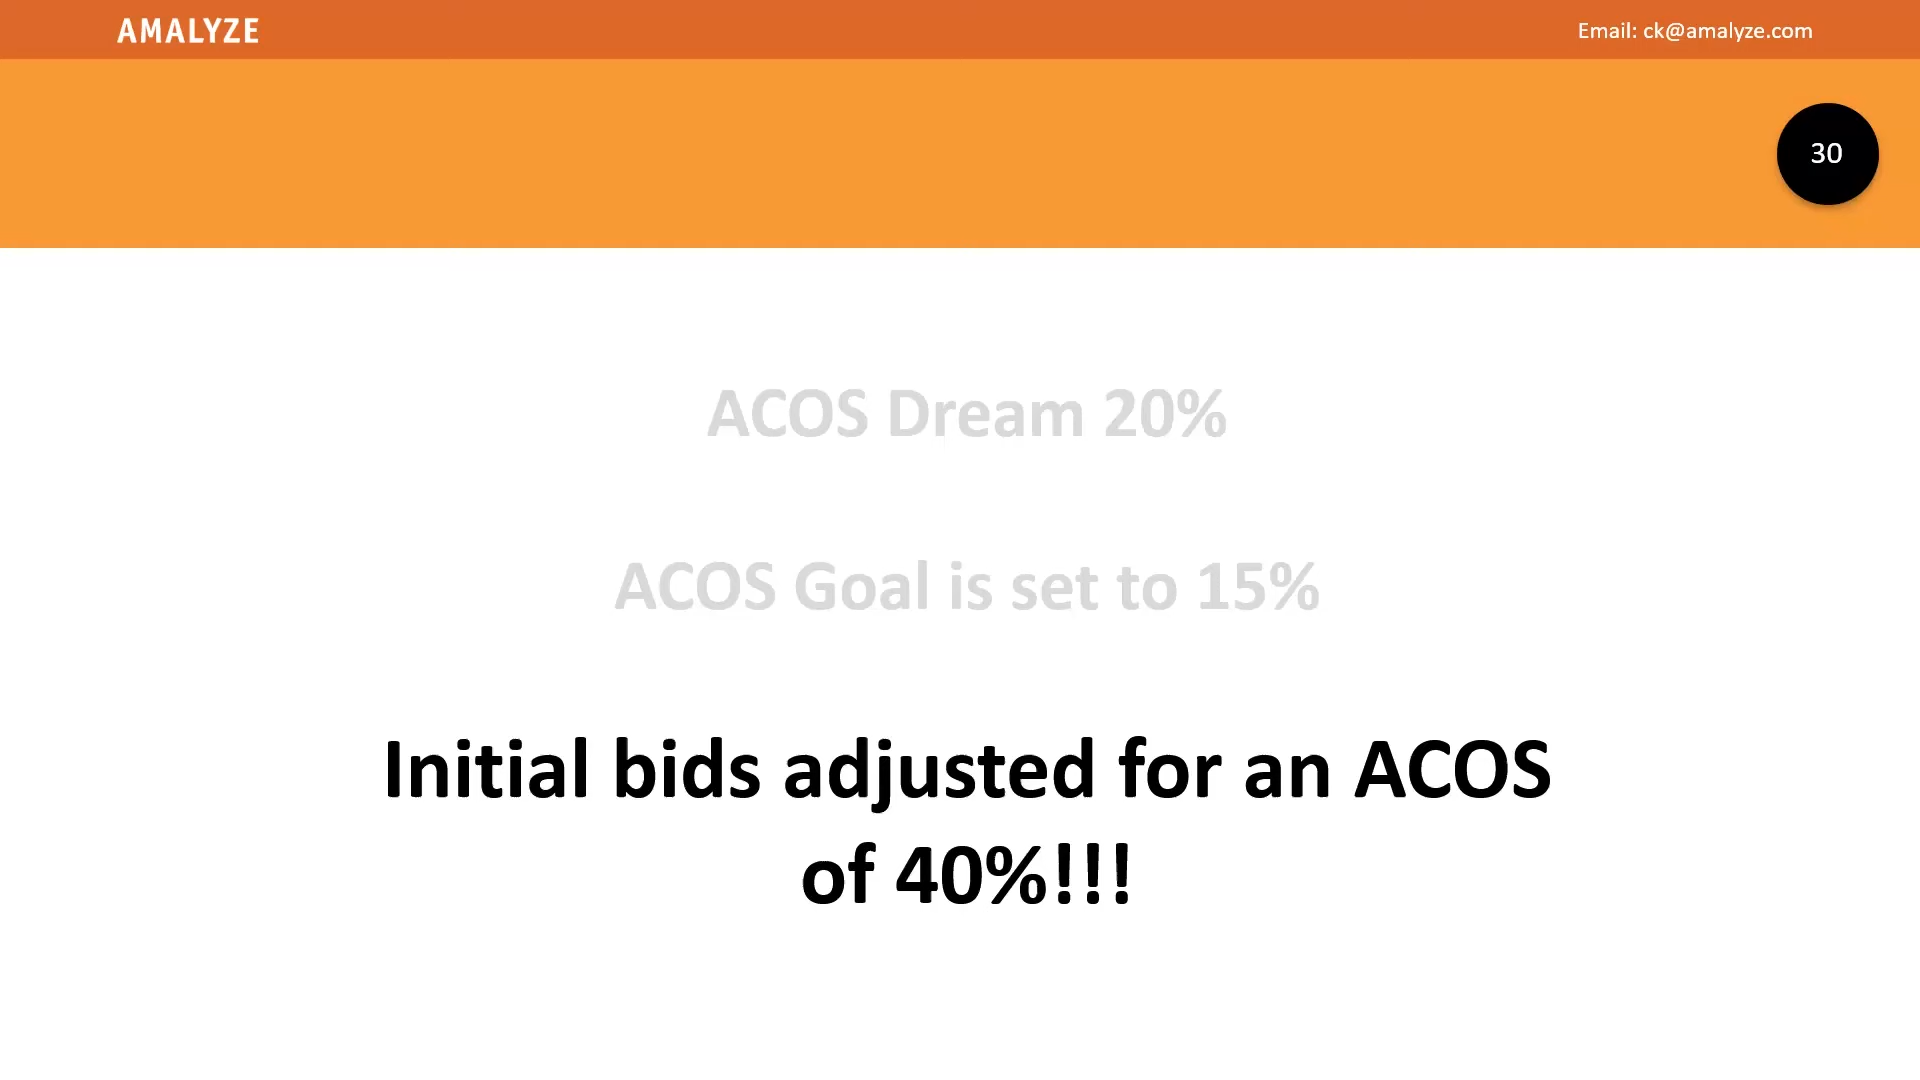 AMALYZE
Email: ck@amalyze.com
30
ACOS Dream 20%
ACOS Goal is set to 15%
Initial bids adjusted for an ACOS
of 40%!!!